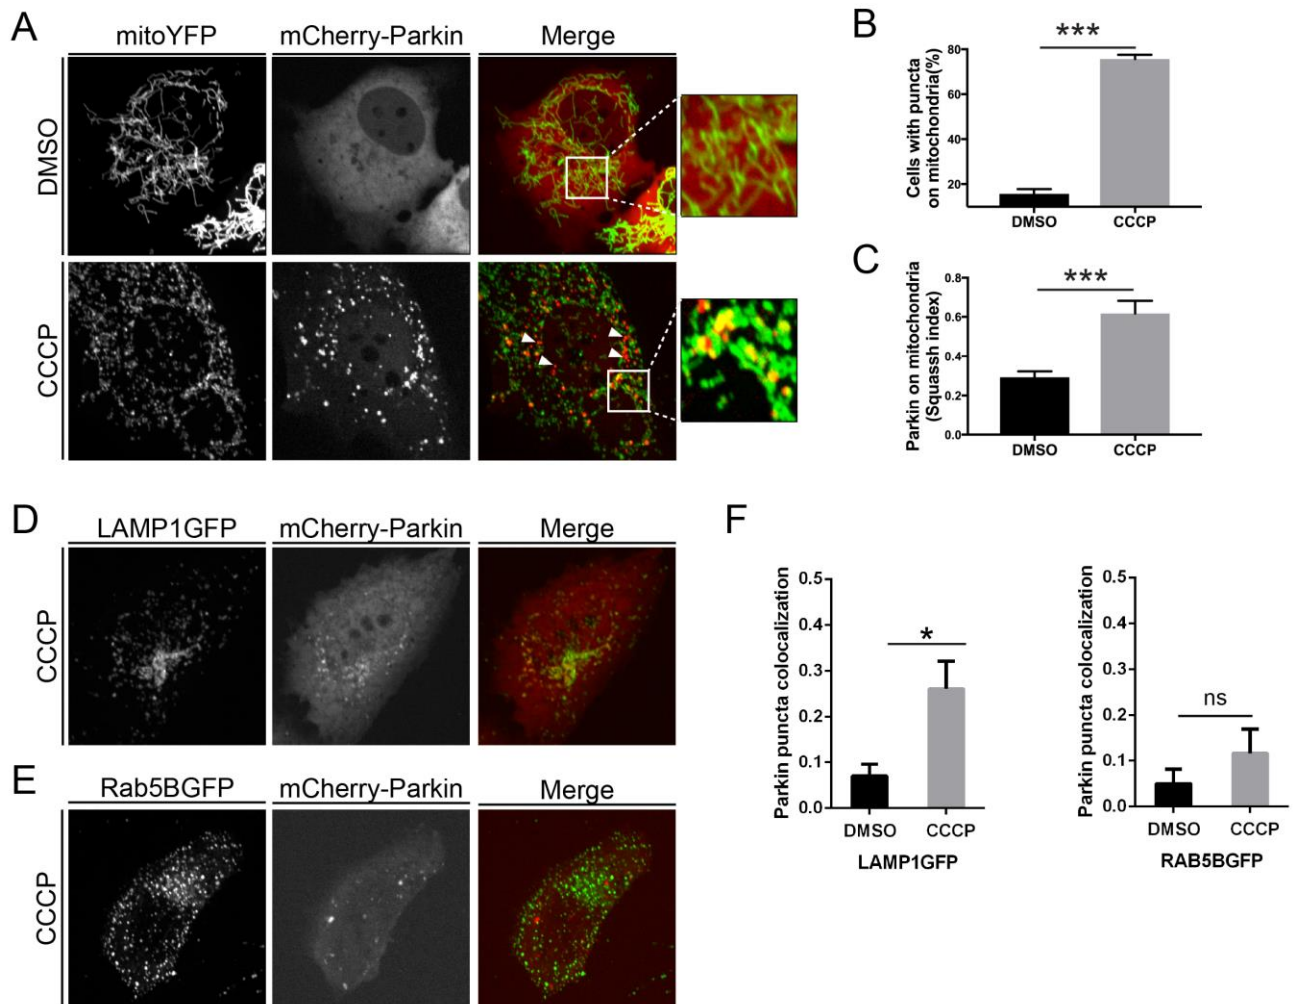 A
mitoYFP mCherry-Parkin Merge
DMSO
CCCP
B
Cells with puncta
on mitochondria(%)
80
60
40
20
***
DMSO CCCP
C
Parkin on mitochondria
(Squassh index)
0.8
0.6
0.4
0.2
0.0
***
DMSO CCCP
D
LAMP1GFP mCherry-Parkin Merge
CCCP
E
Rab5BGFP mCherry-Parkin Merge
CCCP
F
Parkin puncta colocalization
0.5
0.4
0.3
0.2
0.1
0.0
*
DMSO CCCP
LAMP1GFP
Parkin puncta colocalization
0.5
0.4
0.3
0.2
0.1
0.0
ns
DMSO CCCP
RAB5BGFP